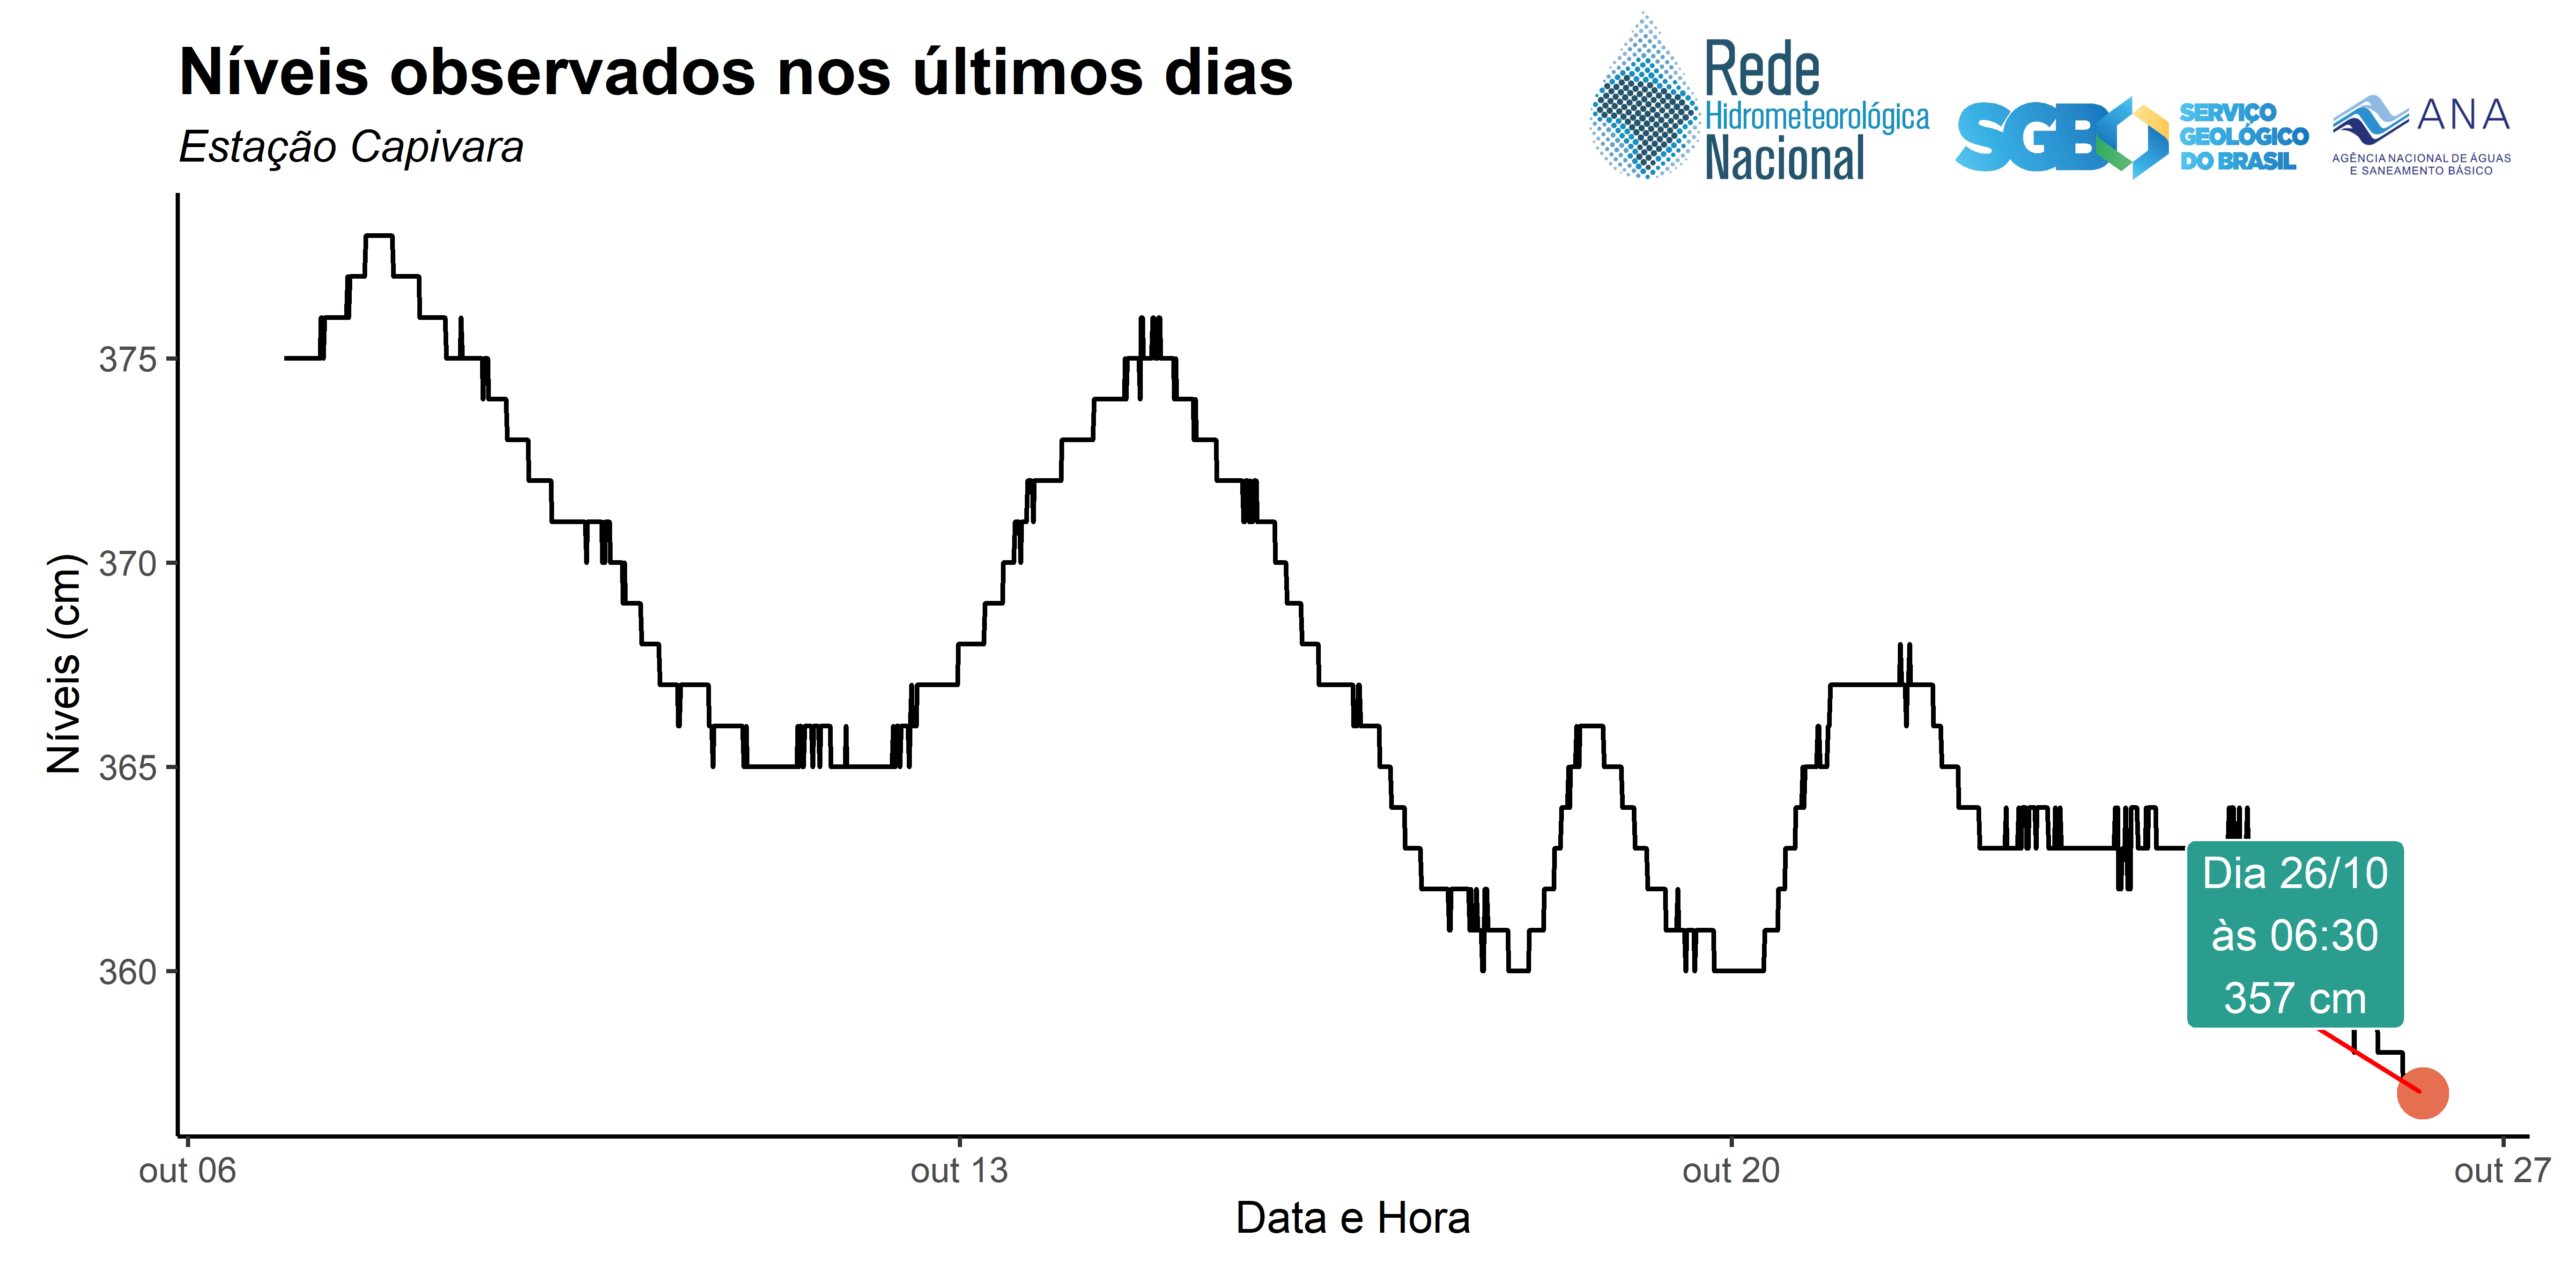 Níveis observados nos últimos dias
Estação Capivara
Rede
Hidrometeorológica
Nacional
SGB
SERVIÇO
GEOLÓGICO
DO BRASIL
ANA
AGÊNCIA NACIONAL DE ÁGUAS
E SANEAMENTO BÁSICO
Níveis (cm)
375
370
365
360
Dia 26/10
às 06:30
357 cm
out 06
out 13
out 20
out 27
Data e Hora